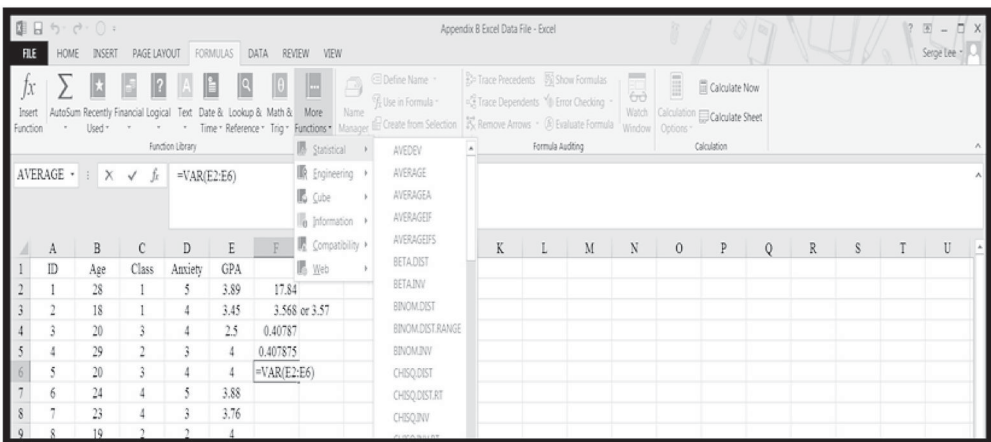 Appendix B Excel Data File - Excel
FILE HOME INSERT PAGE LAYOUT FORMULAS DATA REVIEW VIEW Serge Lee
fx Insert Function
Σ AutoSum
Recently Used
Financial
Logical
Text
Date & Time
Lookup & Reference
Math & Trig
More Functions
Function Library
Name Manager
Define Name
Use in Formula
Create from Selection
Trace Precedents
Trace Dependents
Remove Arrows
Show Formulas
Error Checking
Evaluate Formula
Watch Window
Formula Auditing
Calculation Options
Calculate Now
Calculate Sheet
Calculation
Statistical
Engineering
Cube
Information
Compatibility
Web
AVEDEV
AVERAGE
AVERAGEA
AVERAGEIF
AVERAGEIFS
BETA.DIST
BETA.INV
BINOM.DIST
BINOM.DIST.RANGE
BINOM.INV
CHISQ.DIST
CHISQ.DIST.RT
CHISQ.INV
CHISQ.INV.RT
AVERAGE fx =VAR(E2:E6)
A B C D E F K L M N O P Q R S T U
1 ID Age Class Anxiety GPA
2 1 28 1 5 3.89 17.84
3 2 18 1 4 3.45 3.568 or 3.57
4 3 20 3 4 2.5 0.40787
5 4 29 2 3 4 0.407875
6 5 20 3 4 4 =VAR(E2:E6)
7 6 24 4 5 3.88
8 7 23 4 3 3.76
9 8 19 2 2 4